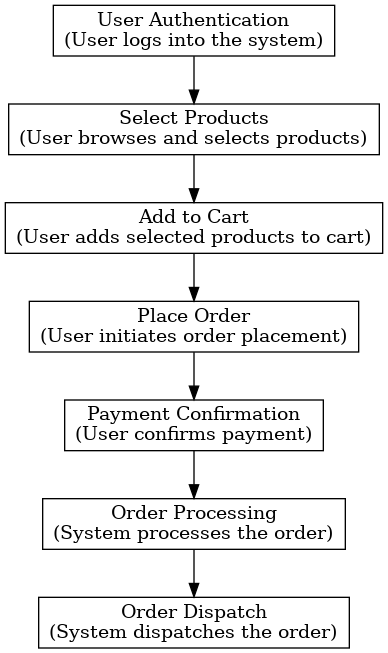 User Authentication
(User logs into the system)
Select Products
(User browses and selects products)
Add to Cart
(User adds selected products to cart)
Place Order
(User initiates order placement)
Payment Confirmation
(User confirms payment)
Order Processing
(System processes the order)
Order Dispatch
(System dispatches the order)